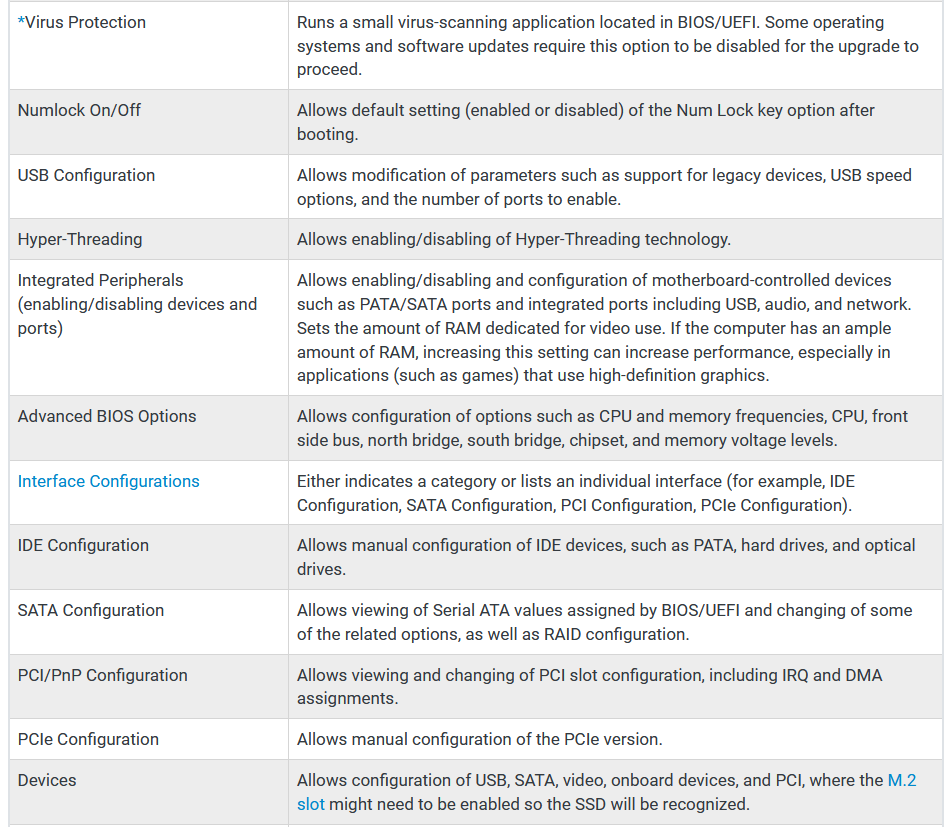 *Virus Protection
Runs a small virus-scanning application located in BIOS/UEFI. Some operating
systems and software updates require this option to be disabled for the upgrade to
proceed.
Numlock On/Off
Allows default setting (enabled or disabled) of the Num Lock key option after
booting.
USB Configuration
Allows modification of parameters such as support for legacy devices, USB speed
options, and the number of ports to enable.
Hyper-Threading
Allows enabling/disabling of Hyper-Threading technology.
Integrated Peripherals
(enabling/disabling devices and
ports)
Allows enabling/disabling and configuration of motherboard-controlled devices
such as PATA/SATA ports and integrated ports including USB, audio, and network.
Sets the amount of RAM dedicated for video use. If the computer has an ample
amount of RAM, increasing this setting can increase performance, especially in
applications (such as games) that use high-definition graphics.
Advanced BIOS Options
Allows configuration of options such as CPU and memory frequencies, CPU, front
side bus, north bridge, south bridge, chipset, and memory voltage levels.
Interface Configurations
Either indicates a category or lists an individual interface (for example, IDE
Configuration, SATA Configuration, PCI Configuration, PCIe Configuration).
IDE Configuration
Allows manual configuration of IDE devices, such as PATA, hard drives, and optical
drives.
SATA Configuration
Allows viewing of Serial ATA values assigned by BIOS/UEFI and changing of some
of the related options, as well as RAID configuration.
PCI/PnP Configuration
Allows viewing and changing of PCI slot configuration, including IRQ and DMA
assignments.
PCIe Configuration
Allows manual configuration of the PCIe version.
Devices
Allows configuration of USB, SATA, video, onboard devices, and PCI, where the M.2
slot might need to be enabled so the SSD will be recognized.